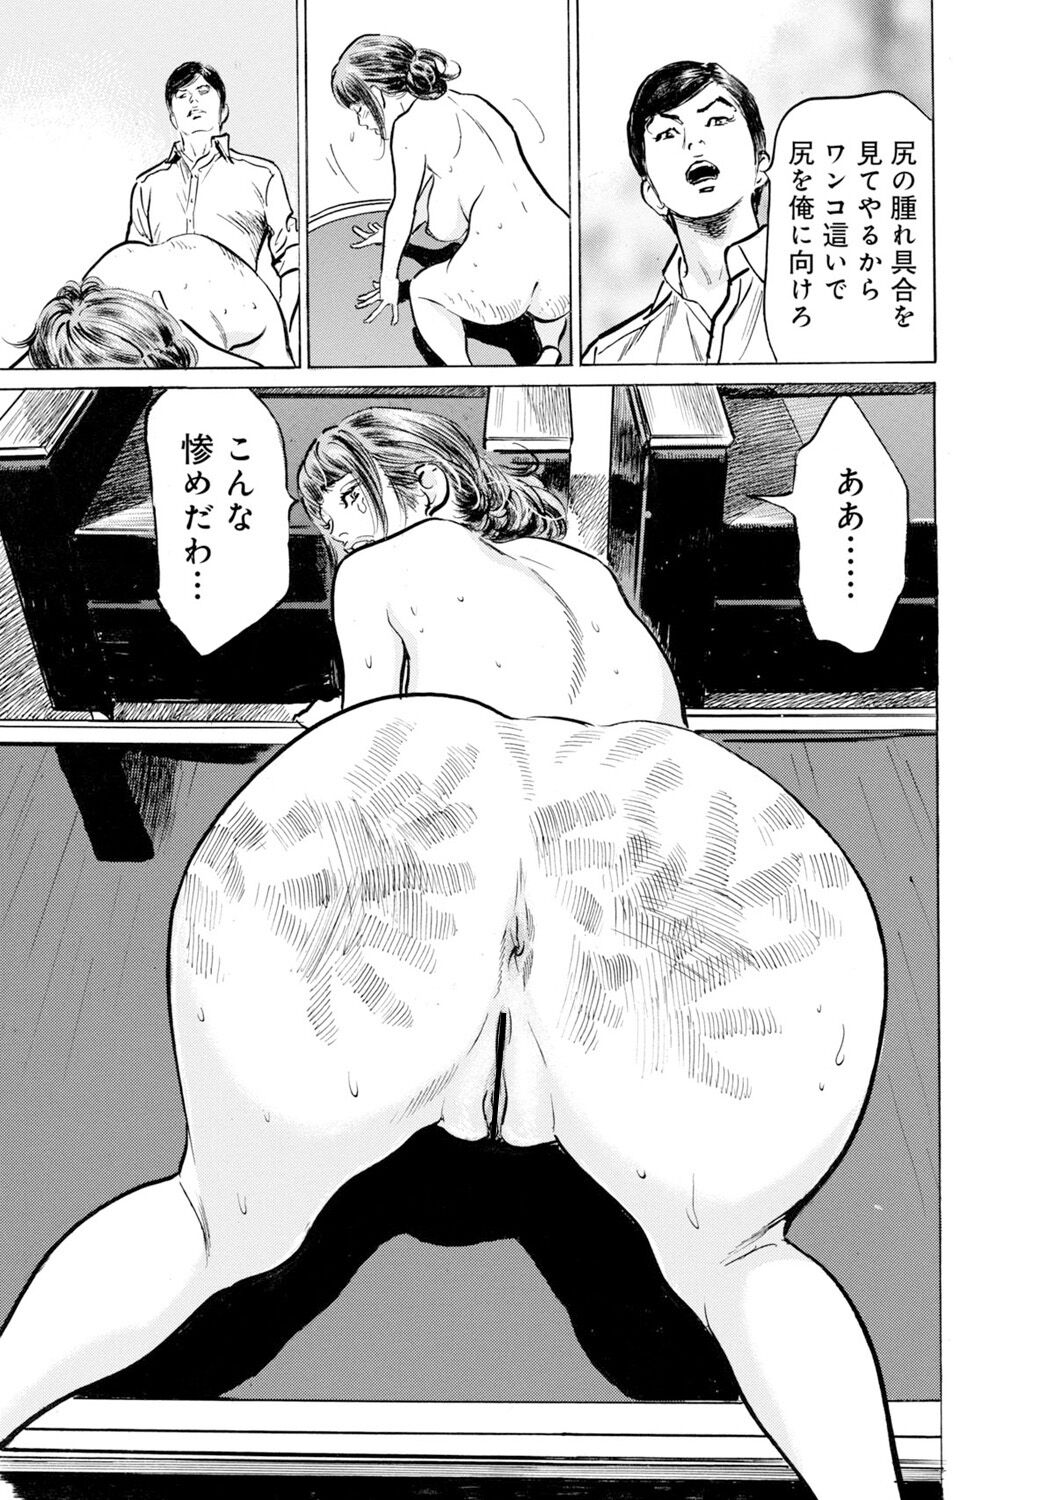 尻の腫れ具合を
見てやるから
ワンコ這いで
尻を俺に向けろ
ああ……
こんな
惨めだわ…